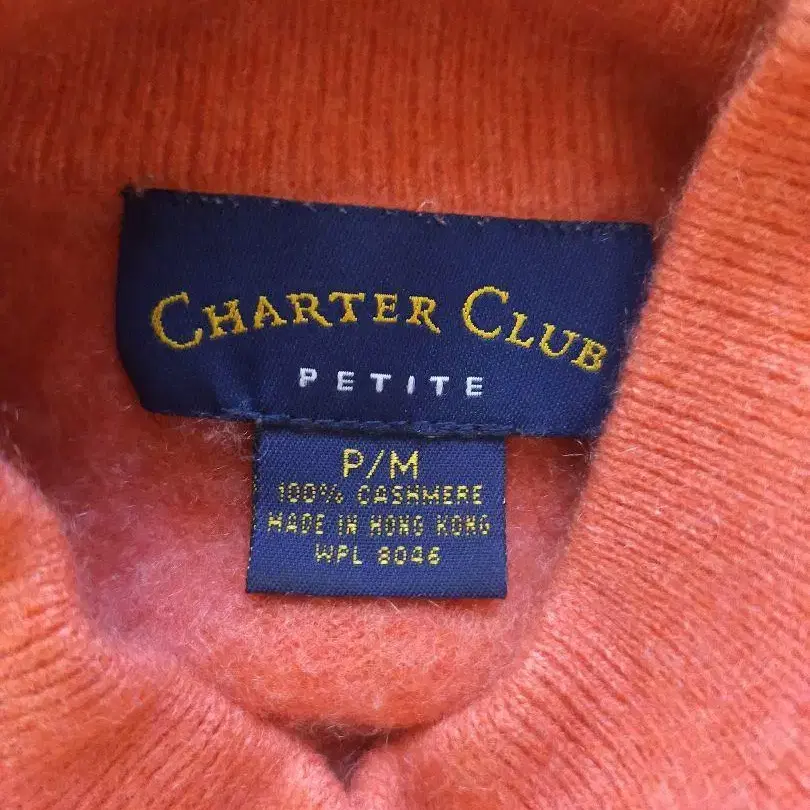 CHARTER CLUB
PETITE
P/M
100% CASHMERE
MADE IN HONG KONG
WPL 8046